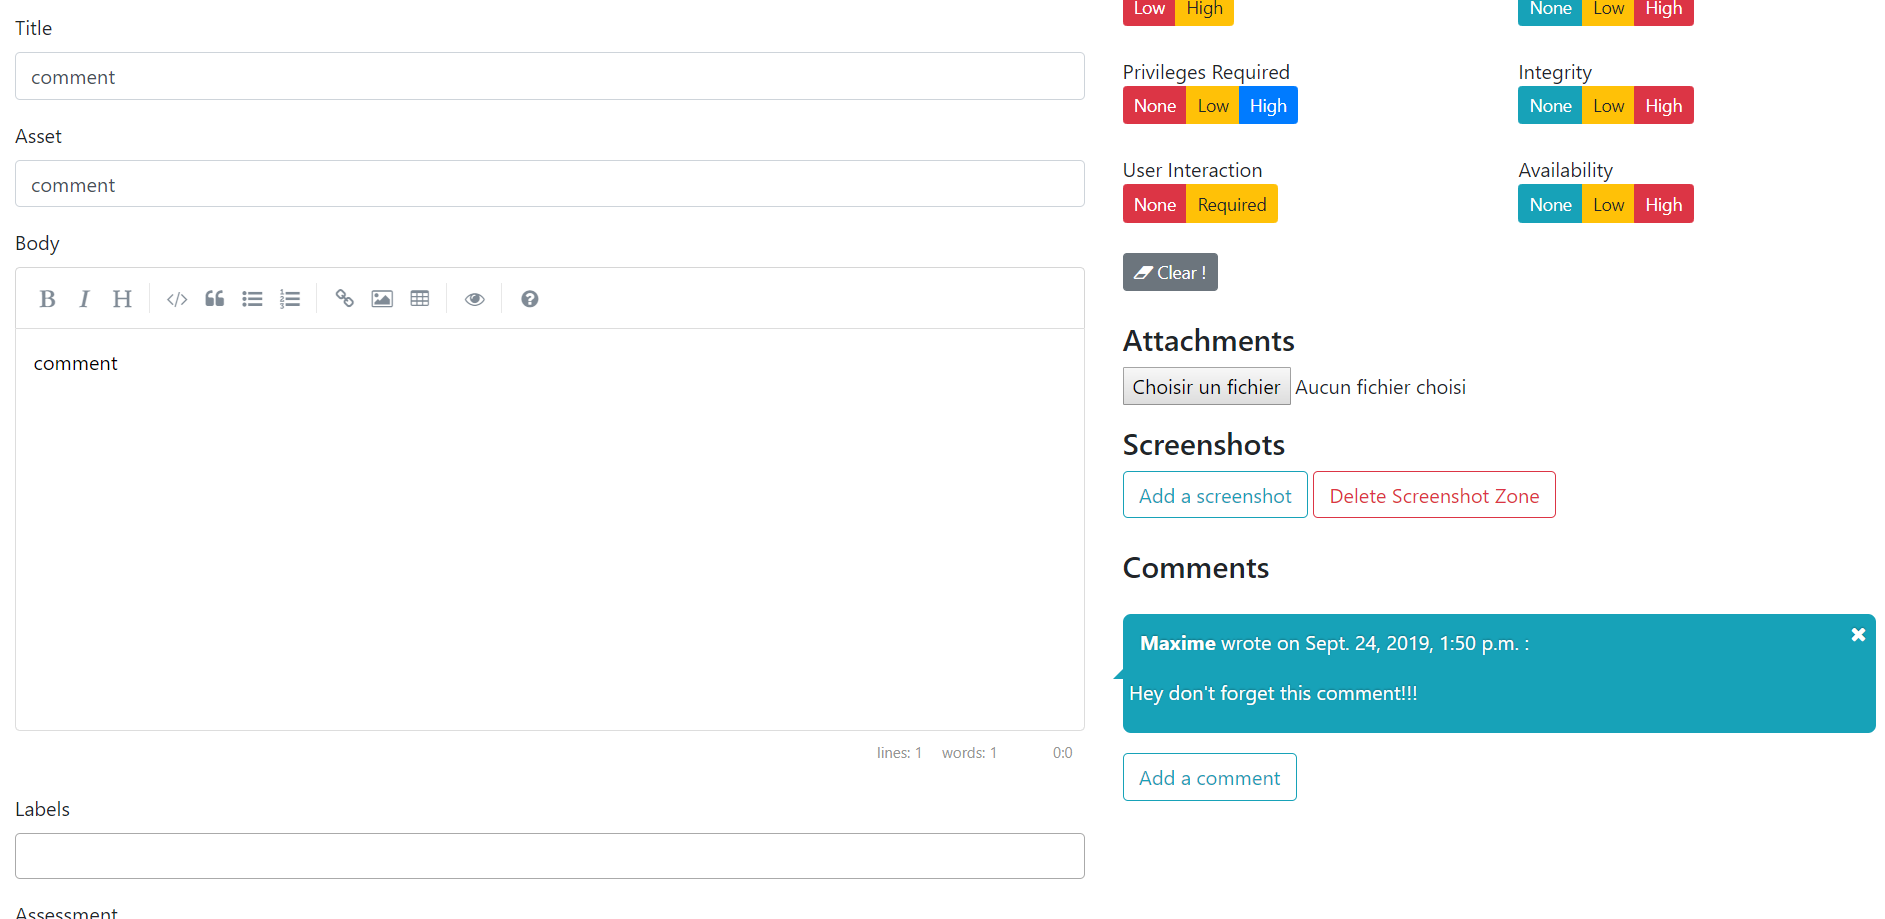 Title
comment
Asset
comment
Body
B I H
comment
lines: 1 words: 1 0:0
Labels
Assessment
Low High
None Low High
Privileges Required
None Low High
Integrity
None Low High
User Interaction
None Required
Availability
None Low High
Clear !
Attachments
Choisir un fichier Aucun fichier choisi
Screenshots
Add a screenshot Delete Screenshot Zone
Comments
Maxime wrote on Sept. 24, 2019, 1:50 p.m. :
Hey don't forget this comment!!!
Add a comment